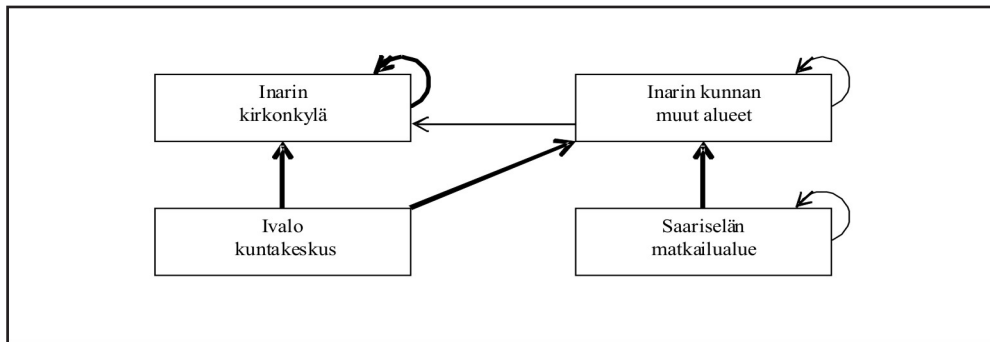 Inarin
kirkonkylä
Inarin kunnan
muut alueet
Ivalo
kuntakeskus
Saariselän
matkailualue